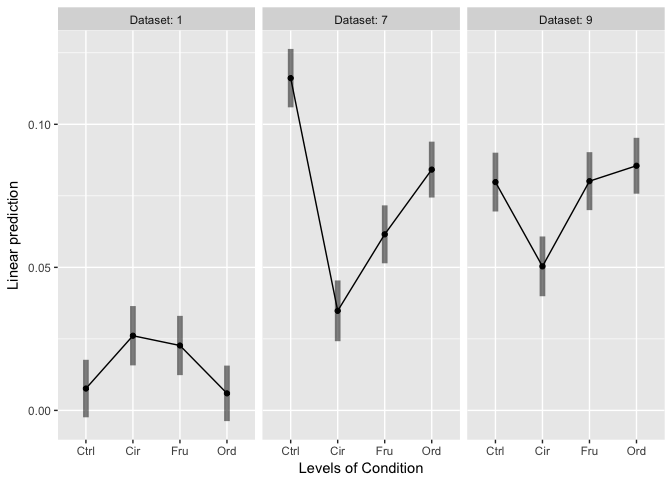 Dataset: 1 Dataset: 7 Dataset: 9
0.10
0.05
0.00
Linear prediction
Ctrl Cir Fru Ord Ctrl Cir Fru Ord Ctrl Cir Fru Ord
Levels of Condition